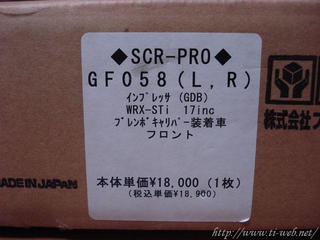 ◆SCR-PRO◆
GF058(L,R)
ｲﾝﾌﾟﾚｯｻ (GDB)
WRX-STi 17inc
ﾌﾞﾚﾝﾎﾞｷｬﾘﾊﾟｰ装着車
フロント
本体単価¥18,000（1枚）
（税込単価¥18,900）
MADE IN JAPAN
株式会社フ
http://www.ti-web.net/